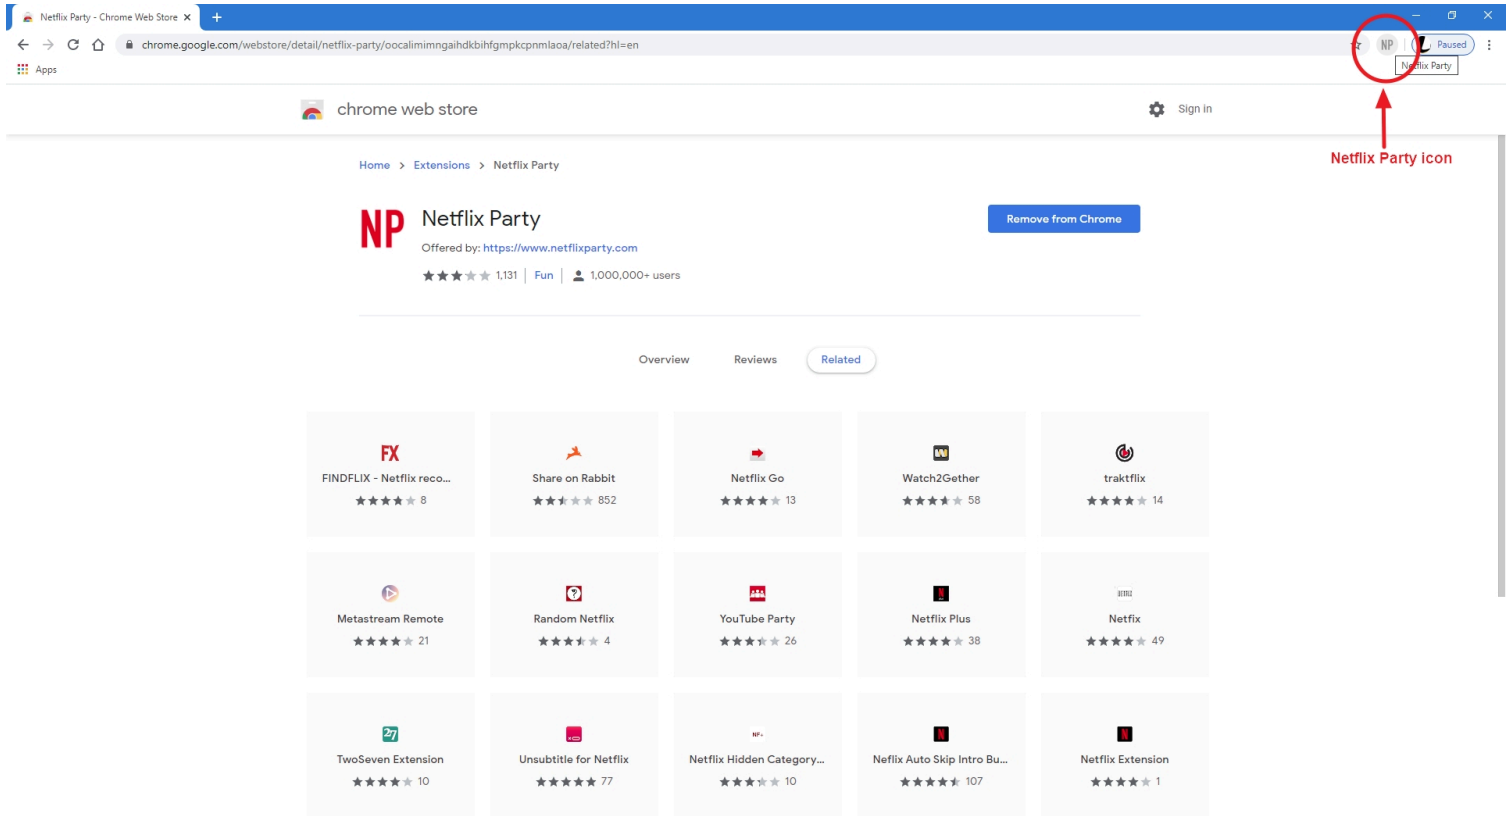 Netflix Party - Chrome Web Store
chrome.google.com/webstore/detail/netflix-party/oocalimimngaihdkbihfgmpkcpnmlaoa/related?hl=en
NP
Paused
Apps
Netflix Party
chrome web store
Sign in
Netflix Party icon
Home > Extensions > Netflix Party
NP
Netflix Party
Remove from Chrome
Offered by: https://www.netflixparty.com
1,131 | Fun | 1,000,000+ users
Overview Reviews Related
FX
FINDFLIX - Netflix reco...
8
Share on Rabbit
852
Netflix Go
13
Watch2Gether
58
traktflix
14
Metastream Remote
21
Random Netflix
4
YouTube Party
26
N
Netflix Plus
38
Netfix
49
27
TwoSeven Extension
10
Unsubtitle for Netflix
77
NF+
Netflix Hidden Category...
10
N
Neflix Auto Skip Intro Bu...
107
N
Netflix Extension
1